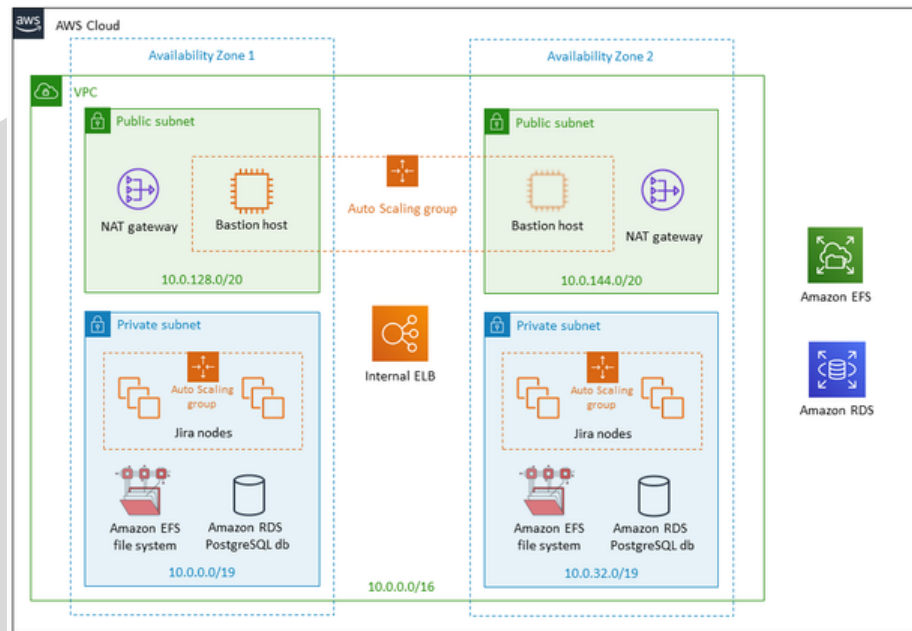 aws
AWS Cloud
Availability Zone 1
Availability Zone 2
VPC
Public subnet
Public subnet
NAT gateway
Bastion host
Auto Scaling group
Bastion host
NAT gateway
10.0.128.0/20
10.0.144.0/20
Amazon EFS
Private subnet
Private subnet
Internal ELB
Auto Scaling
group
Jira nodes
Auto Scaling
group
Jira nodes
Amazon RDS
Amazon EFS
file system
Amazon RDS
PostgreSQL db
Amazon EFS
file system
Amazon RDS
PostgreSQL db
10.0.0.0/19
10.0.32.0/19
10.0.0.0/16